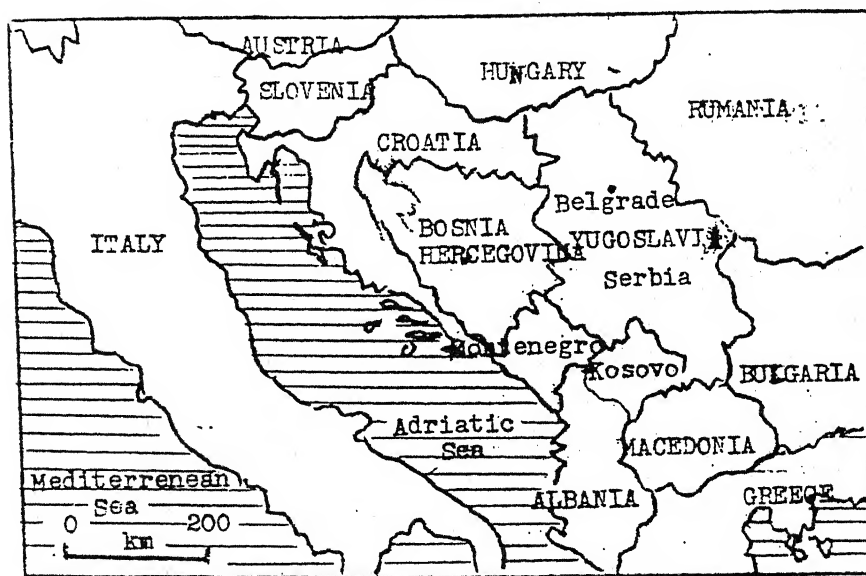 AUSTRIA
HUNGARY
SLOVENIA
RUMANIA
CROATIA
Belgrade
BOSNIA
HERCEGOVINA
YUGOSLAVIA
ITALY
Serbia
Montenegro
Kosovo
BULGARIA
Adriatic
Sea
MACEDONIA
Mediterrenean
Sea
ALBANIA
GREECE
0 200
km